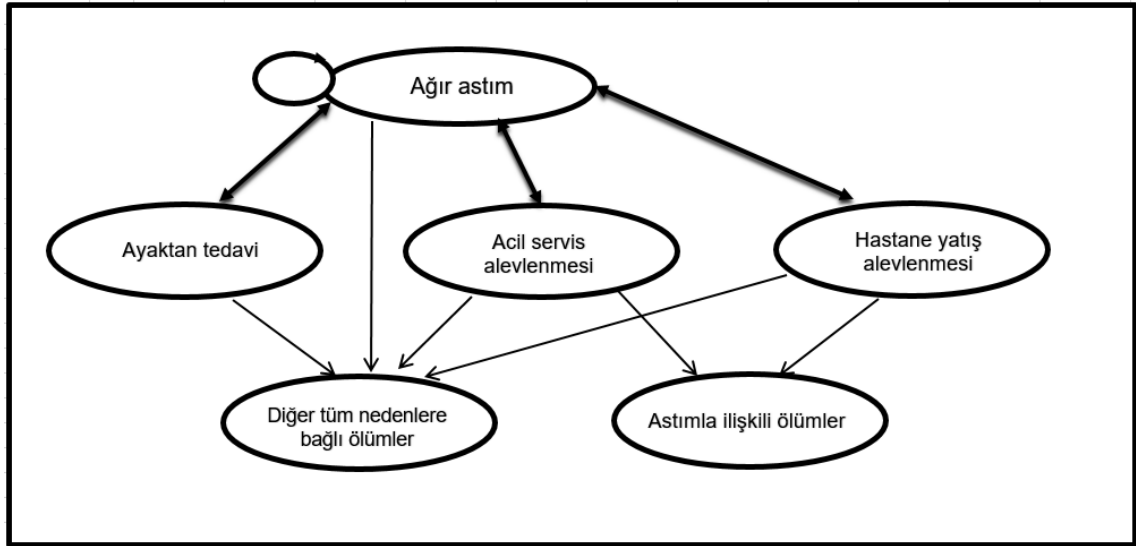 Ağır astım
Ayaktan tedavi
Acil servis
alevlenmesi
Hastane yatış
alevlenmesi
Diğer tüm nedenlere
bağlı ölümler
Astımla ilişkili ölümler